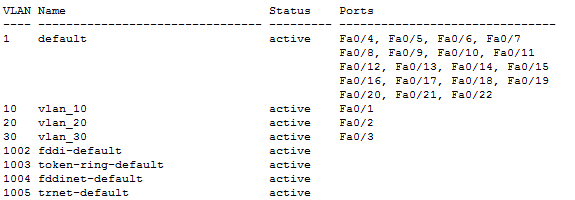 VLAN Name                             Status    Ports
---- -------------------------------- --------- -------------------------------
1    default                          active    Fa0/4, Fa0/5, Fa0/6, Fa0/7
                                                Fa0/8, Fa0/9, Fa0/10, Fa0/11
                                                Fa0/12, Fa0/13, Fa0/14, Fa0/15
                                                Fa0/16, Fa0/17, Fa0/18, Fa0/19
                                                Fa0/20, Fa0/21, Fa0/22
10   vlan_10                          active    Fa0/1
20   vlan_20                          active    Fa0/2
30   vlan_30                          active    Fa0/3
1002 fddi-default                     active
1003 token-ring-default               active
1004 fddinet-default                  active
1005 trnet-default                    active